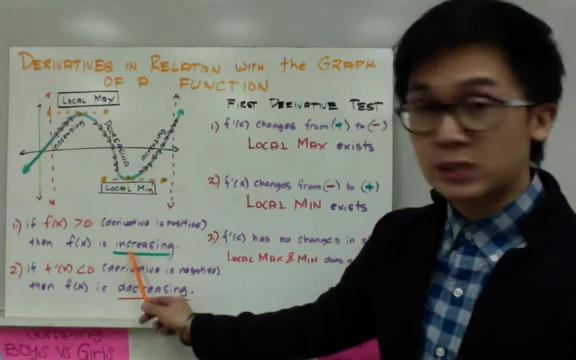 DERIVATIVES IN RELATION WITH the GRAPH
OF A FUNCTION
LOCAL MAX
INCREASING
DECREASING
INCREASING
LOCAL MIN
1) if f'(x) > 0 (derivative is positive)
then f(x) is increasing.
2) if f'(x) < 0 (derivative is negative)
then f(x) is decreasing.
FIRST DERIVATIVE TEST
1) f'(x) changes from (+) to (-)
LOCAL MAX exists
2) f'(x) changes from (-) to (+)
LOCAL MIN exists
3) f'(x) has no changes in
LOCAL MAX & MIN does
BOYS VS GIRLS